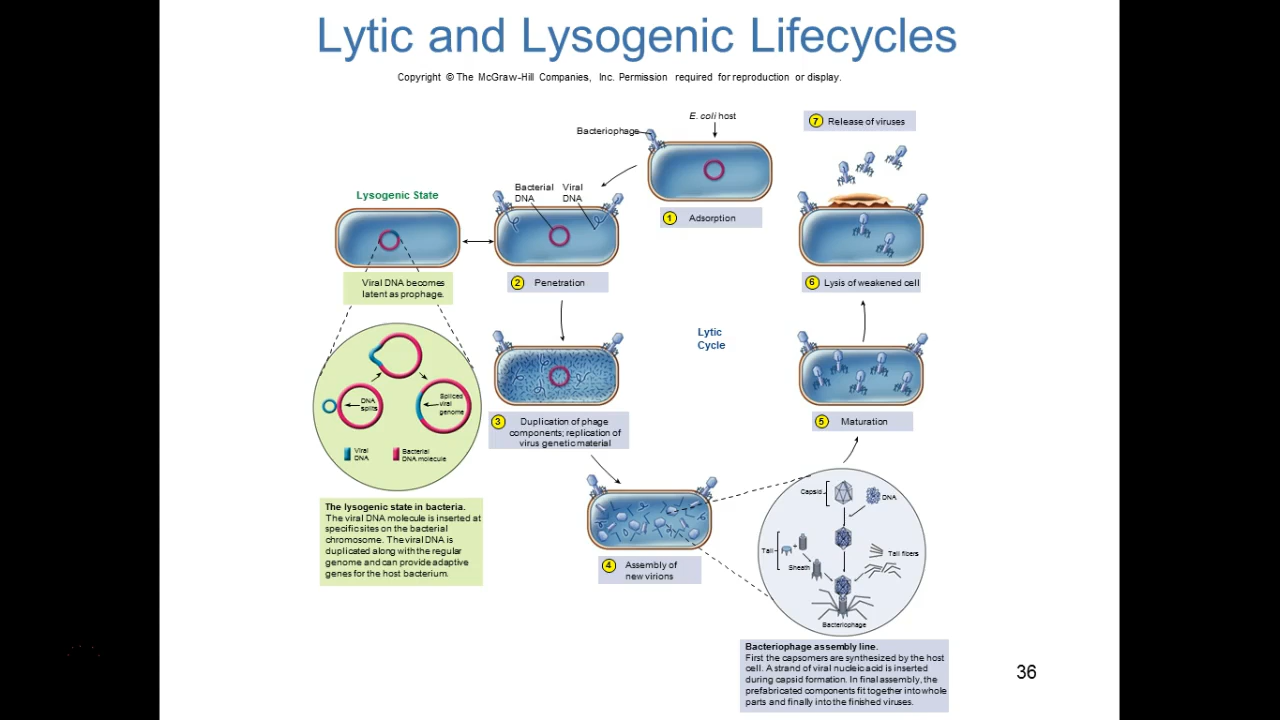 Lytic and Lysogenic Lifecycles
Copyright © The McGraw-Hill Companies, Inc. Permission required for reproduction or display.
E. coli host
Bacteriophage
1 Adsorption
Bacterial
DNA
Viral
DNA
2 Penetration
Lysogenic State
Viral DNA becomes
latent as prophage.
DNA
splits
Spliced
viral
genome
Viral
DNA
Bacterial
DNA molecule
The lysogenic state in bacteria.
The viral DNA molecule is inserted at
specific sites on the bacterial
chromosome. The viral DNA is
duplicated along with the regular
genome and can provide adaptive
genes for the host bacterium.
3 Duplication of phage
components; replication of
virus genetic material
Lytic
Cycle
4 Assembly of
new virions
Capsid
DNA
Tail
+
Sheath
Tail fibers
Bacteriophage
Bacteriophage assembly line.
First the capsomers are synthesized by the host
cell. A strand of viral nucleic acid is inserted
during capsid formation. In final assembly, the
prefabricated components fit together into whole
parts and finally into the finished viruses.
5 Maturation
6 Lysis of weakened cell
7 Release of viruses
36